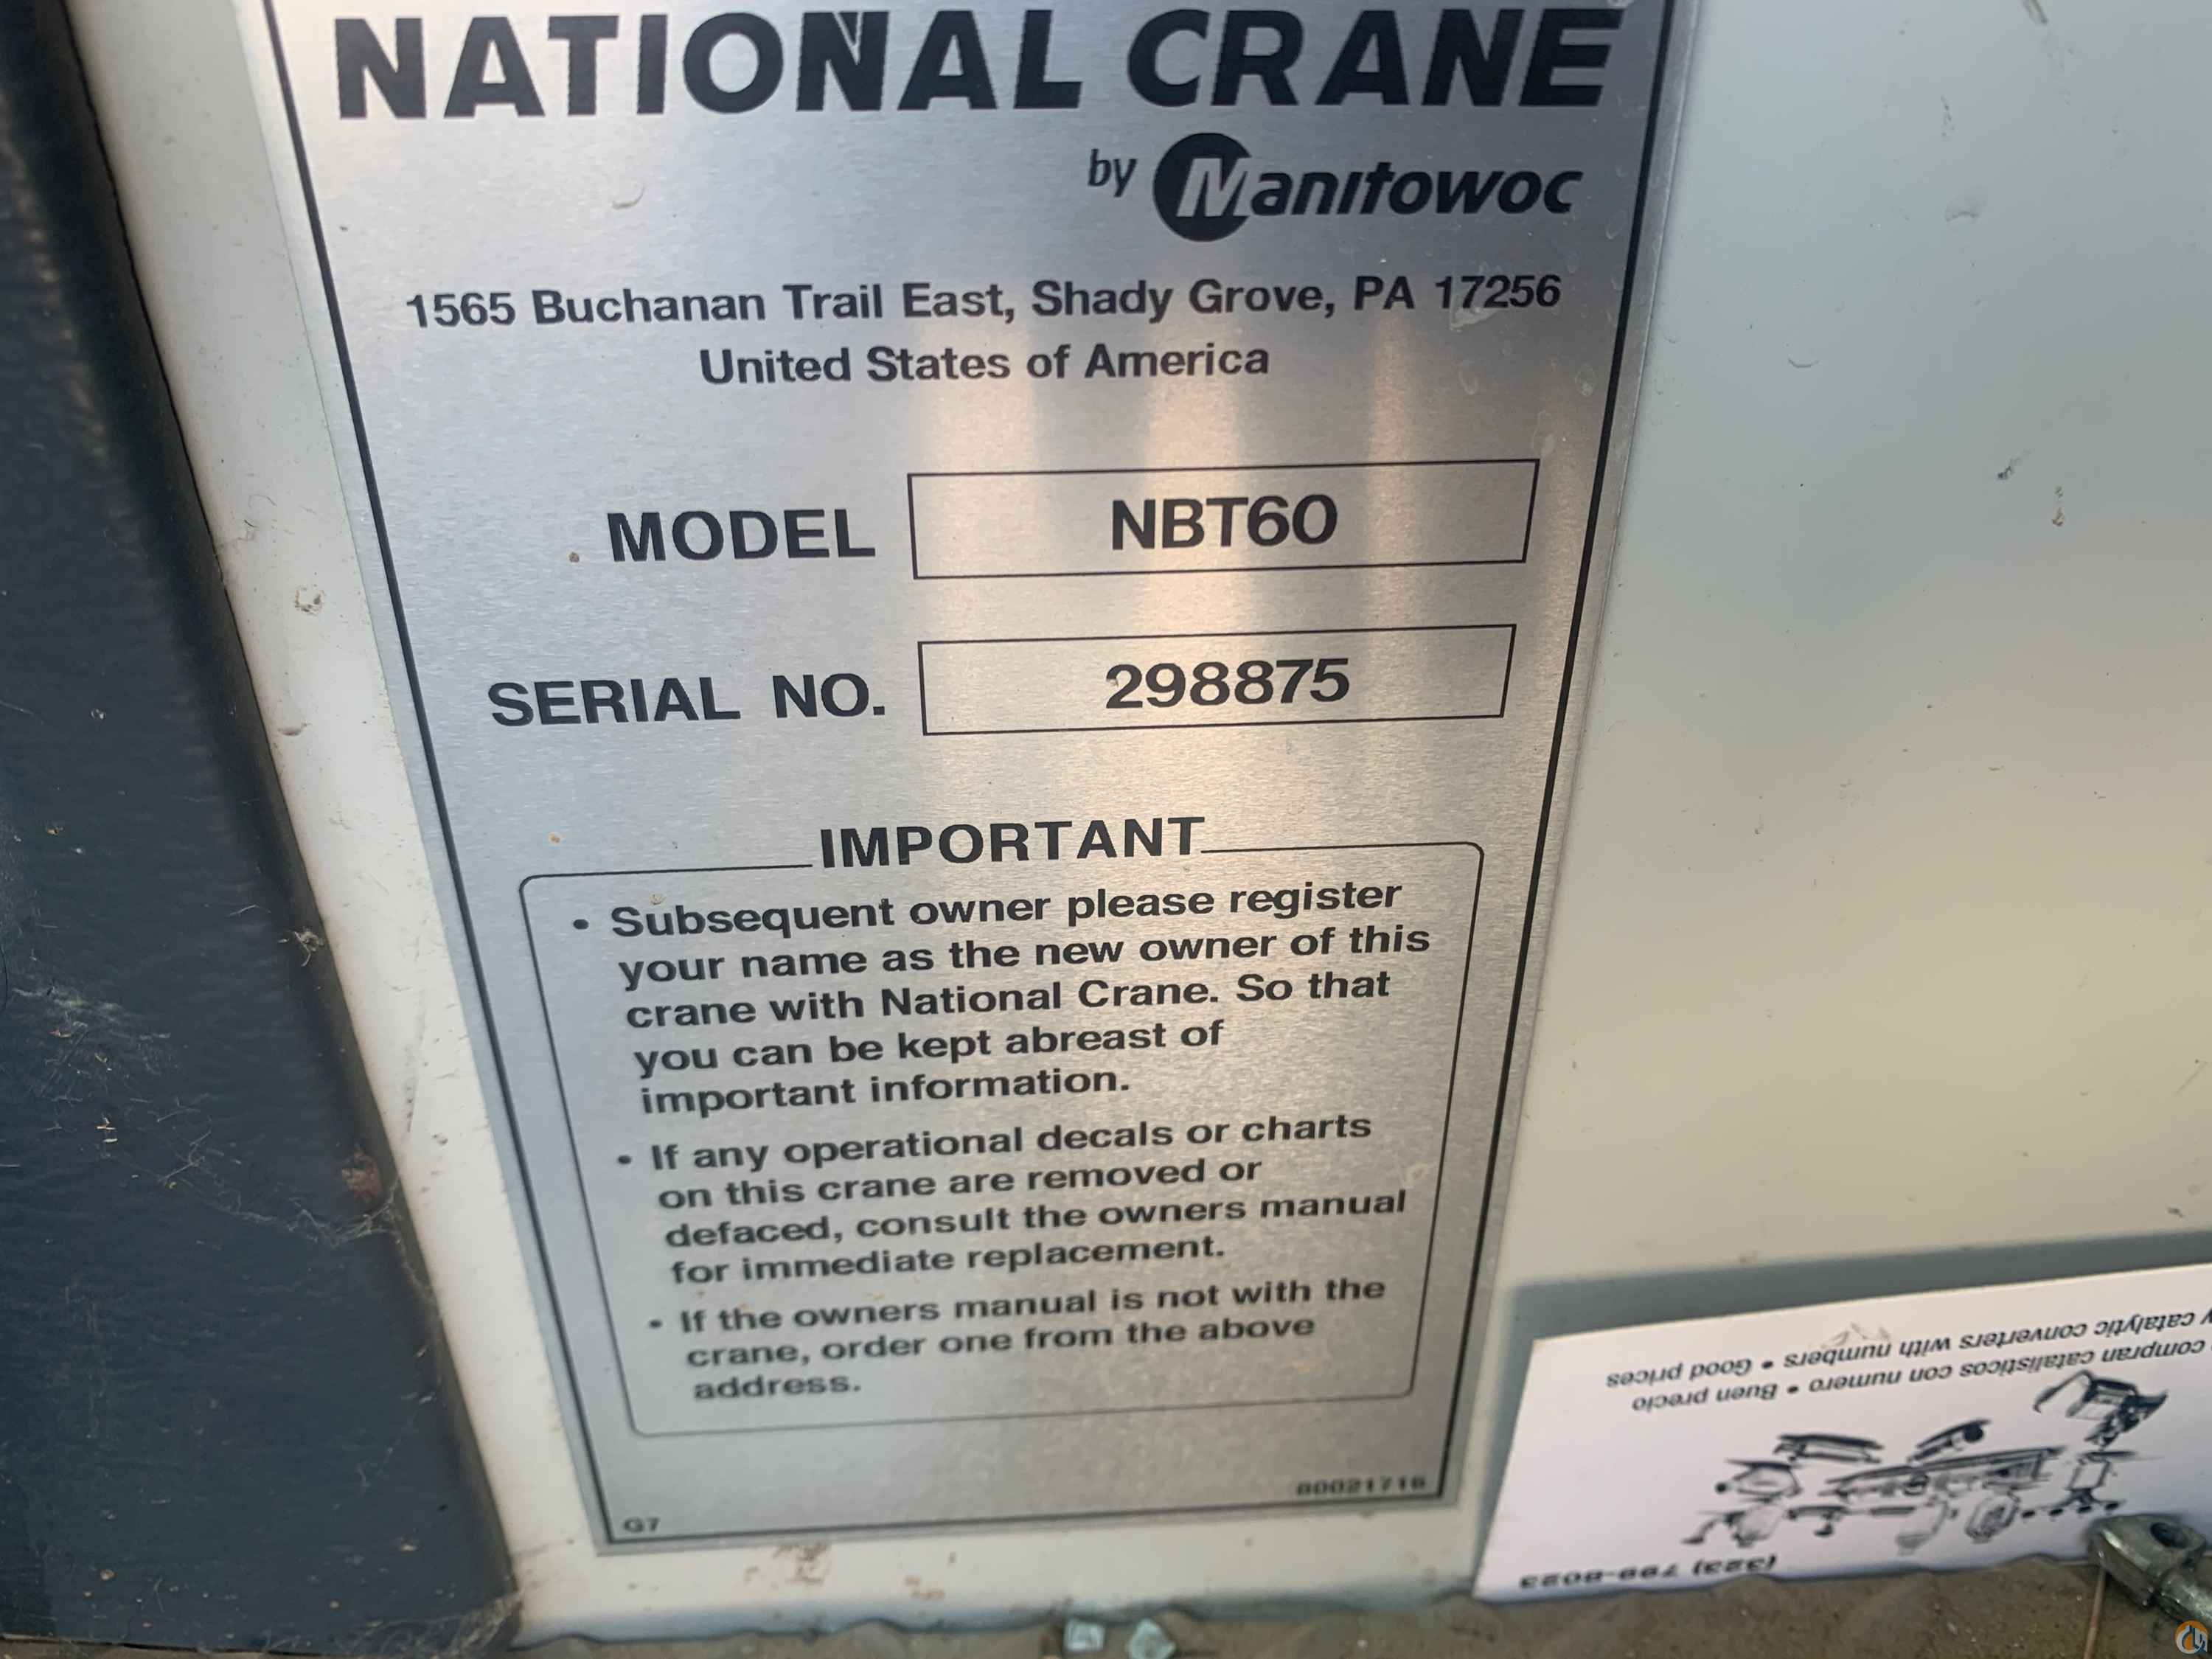 NATIONAL CRANE
by Manitowoc
1565 Buchanan Trail East, Shady Grove, PA 17256
United States of America
MODEL NBT60
SERIAL NO. 298875
IMPORTANT
• Subsequent owner please register
your name as the new owner of this
crane with National Crane. So that
you can be kept abreast of
important information.
• If any operational decals or charts
on this crane are removed or
defaced, consult the owners manual
for immediate replacement.
• If the owners manual is not with the
crane, order one from the above
address.
G7
80021716
catalytic converters with numbers • Good prices
compran catalisticos con numero • Buen precio
(323)